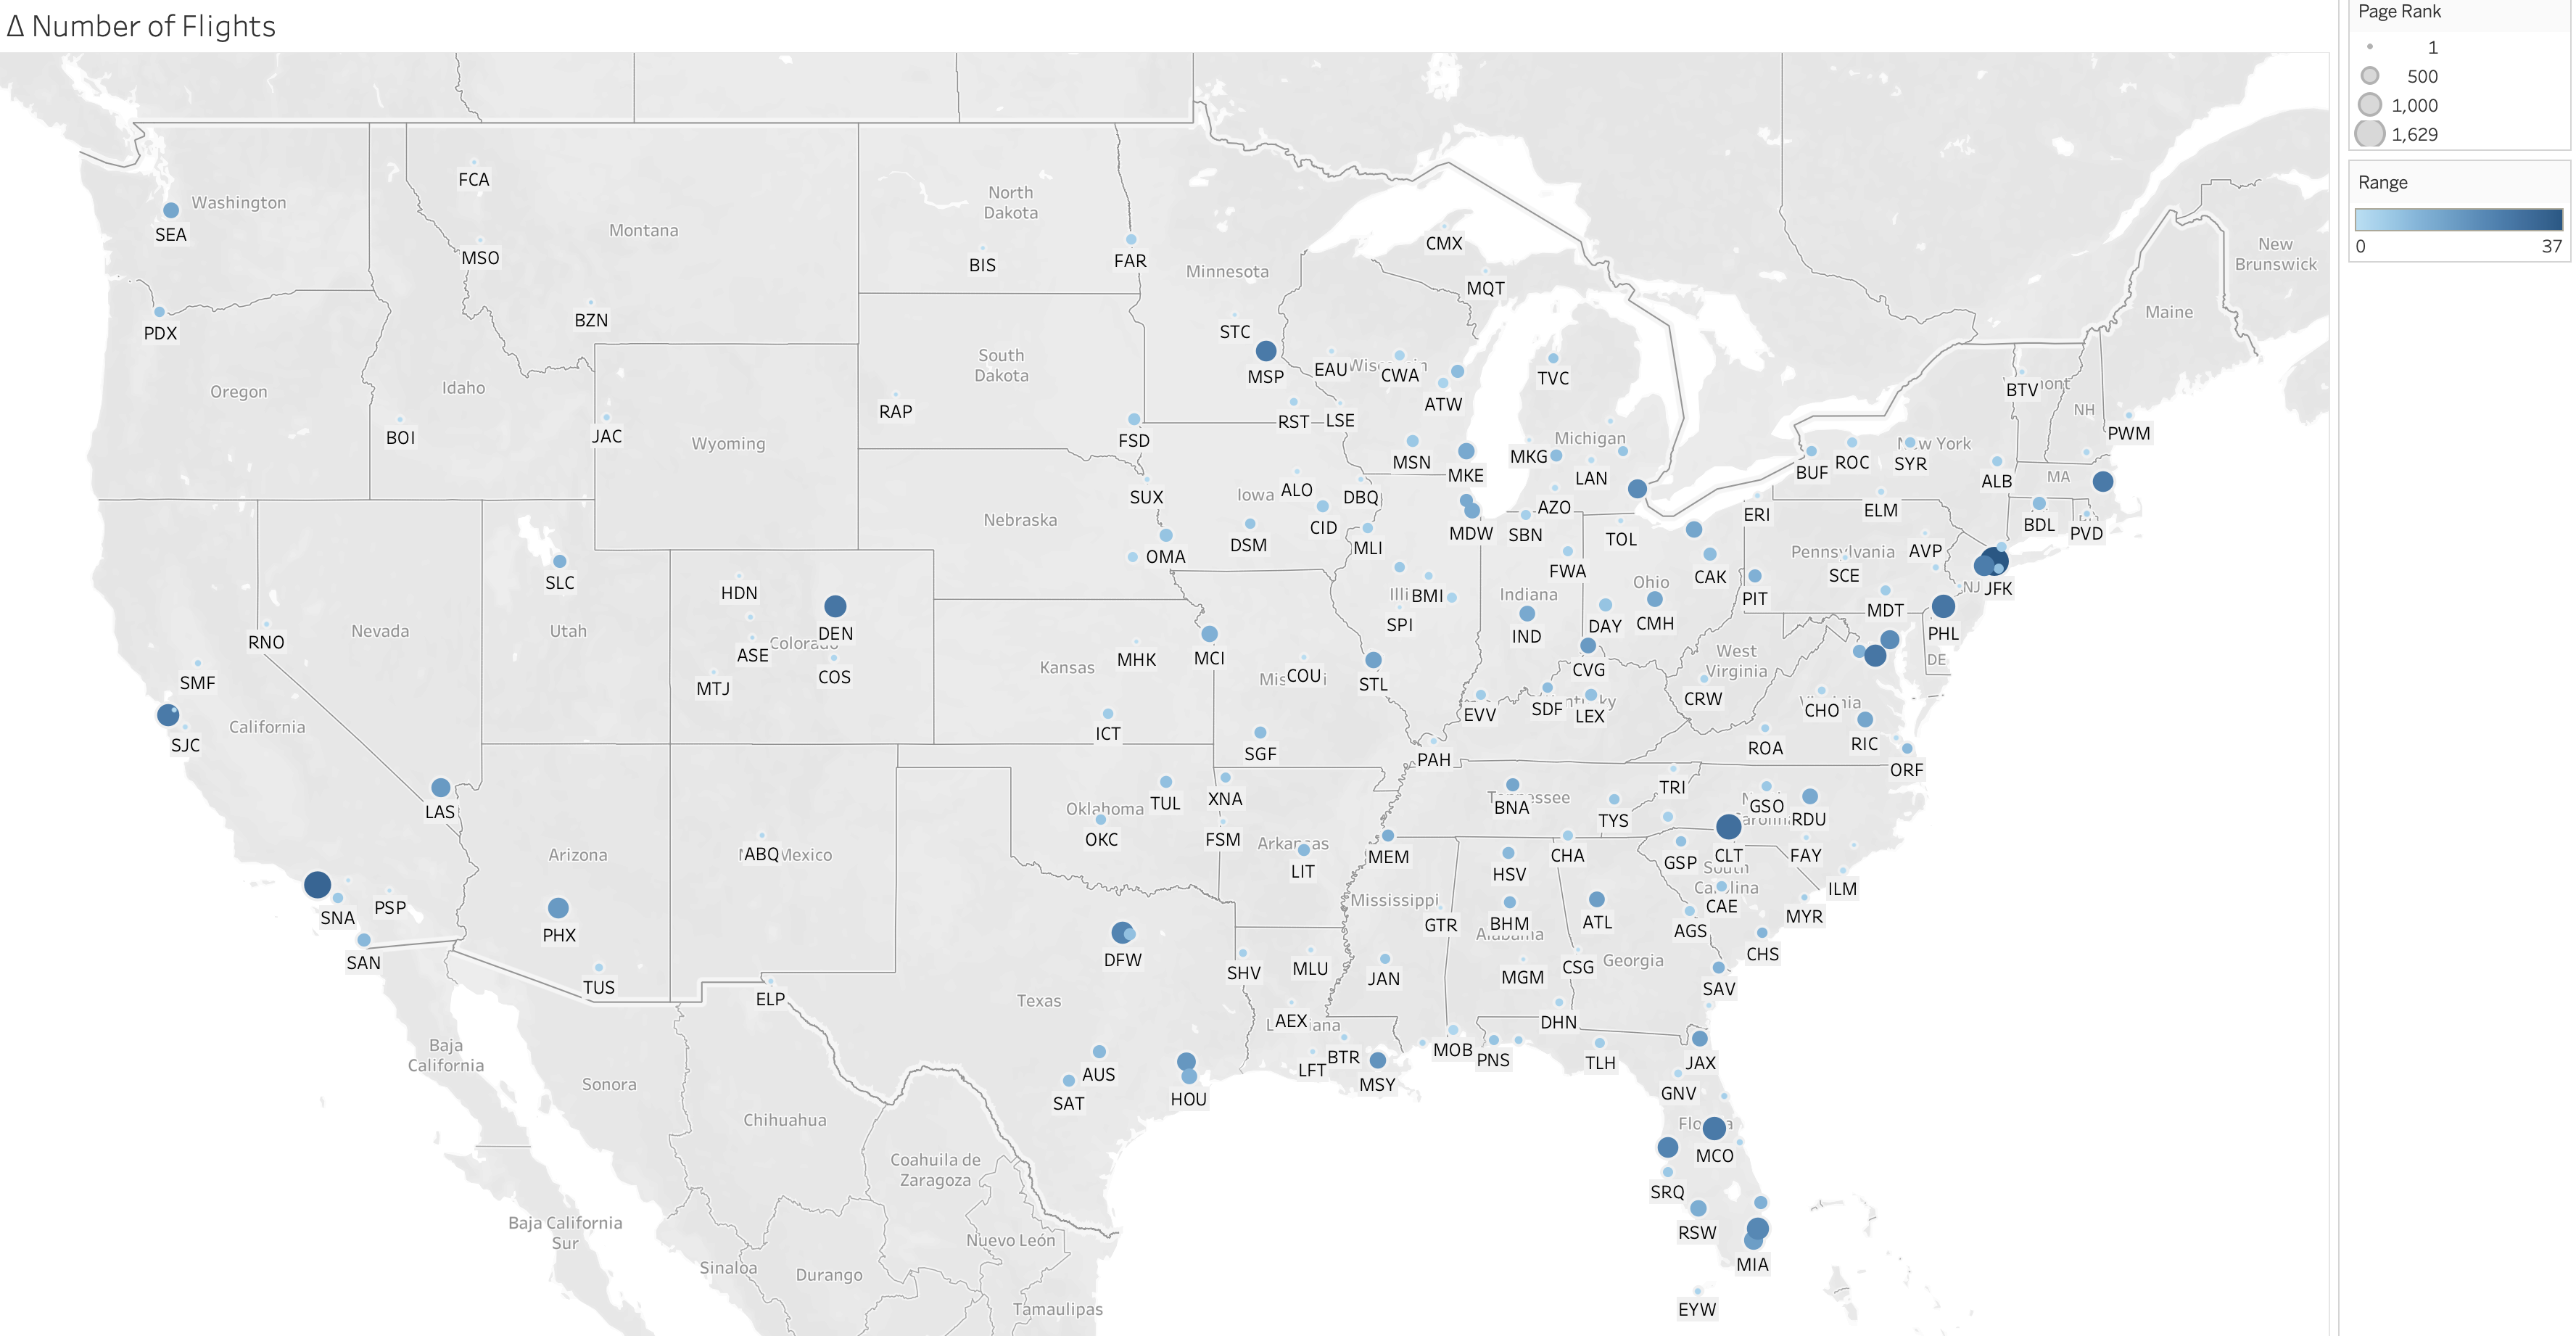 Δ Number of Flights
Page Rank
1
500
1,000
1,629
Range
0
37
FCA
Washington
SEA
North
Dakota
Montana
MSO
BIS
FAR
Minnesota
CMX
New
Brunswick
MQT
BZN
PDX
STC
Maine
South
Dakota
MSP
EAU
CWA
TVC
Oregon
Idaho
BTV
RAP
ATW
NH
BOI
JAC
Wyoming
FSD
RST
LSE
PWM
MSN
MKE
MKG
Michigan
LAN
BUF
ROC
SYR
New York
ALB
MA
SUX
Iowa
ALO
DBQ
AZO
ERI
ELM
Nebraska
CID
MDW
SBN
TOL
BDL
PVD
OMA
DSM
MLI
FWA
Pennsylvania
AVP
SLC
HDN
Illi
BMI
Indiana
Ohio
CAK
SCE
PIT
NJ
JFK
SPI
MDT
RNO
Nevada
Utah
DEN
IND
DAY
CMH
PHL
ASE
Colorado
MHK
MCI
West
Virginia
DE
Kansas
COU
SMF
MTJ
COS
STL
CVG
CRW
California
EVV
SDF
LEX
CHO
SJC
ICT
SGF
PAH
ROA
RIC
ORF
LAS
Oklahoma
TUL
XNA
Tennessee
BNA
TRI
GSO
TYS
RDU
OKC
FSM
Arkansas
Arizona
ABQ
Mexico
LIT
MEM
CHA
GSP
CLT
FAY
HSV
South
Carolina
ILM
SNA
PSP
Mississippi
CAE
MYR
PHX
GTR
BHM
ATL
AGS
Alabama
SAN
DFW
SHV
MLU
JAN
MGM
CSG
Georgia
CHS
TUS
ELP
Texas
SAV
AEX
DHN
Baja
California
BTR
MOB
PNS
TLH
JAX
Sonora
AUS
LFT
MSY
SAT
HOU
GNV
Chihuahua
Florida
MCO
Coahuila de
Zaragoza
SRQ
Baja California
Sur
RSW
Nuevo León
MIA
Sinaloa
Durango
Tamaulipas
EYW